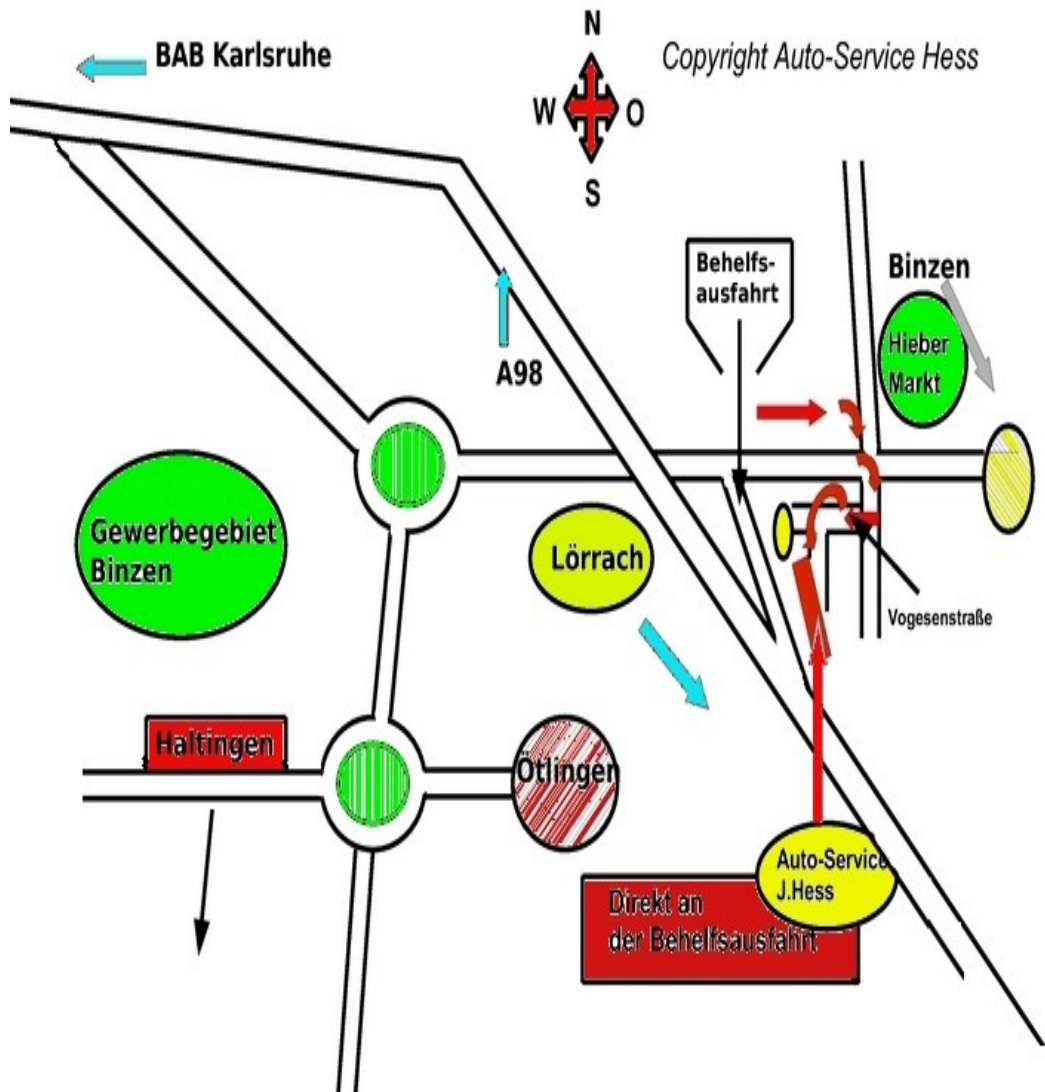 BAB Karlsruhe
N
Copyright Auto-Service Hess
W
O
S
Behelfs-
ausfahrt
Binzen
Hieber
Markt
A98
Gewerbegebiet
Binzen
Lörrach
Vogesenstraße
Haltingen
Ötlingen
Auto-Service
J.Hess
Direkt an
der Behelfsausfahrt